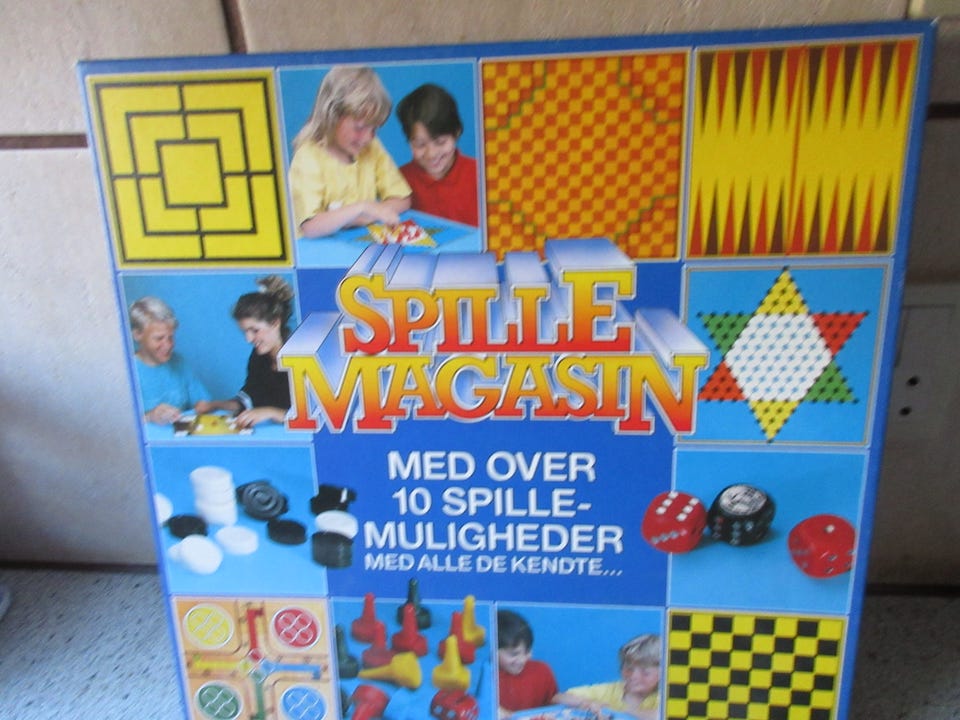 SPILLE
MAGASIN
MED OVER
10 SPILLE-
MULIGHEDER
MED ALLE DE KENDTE...